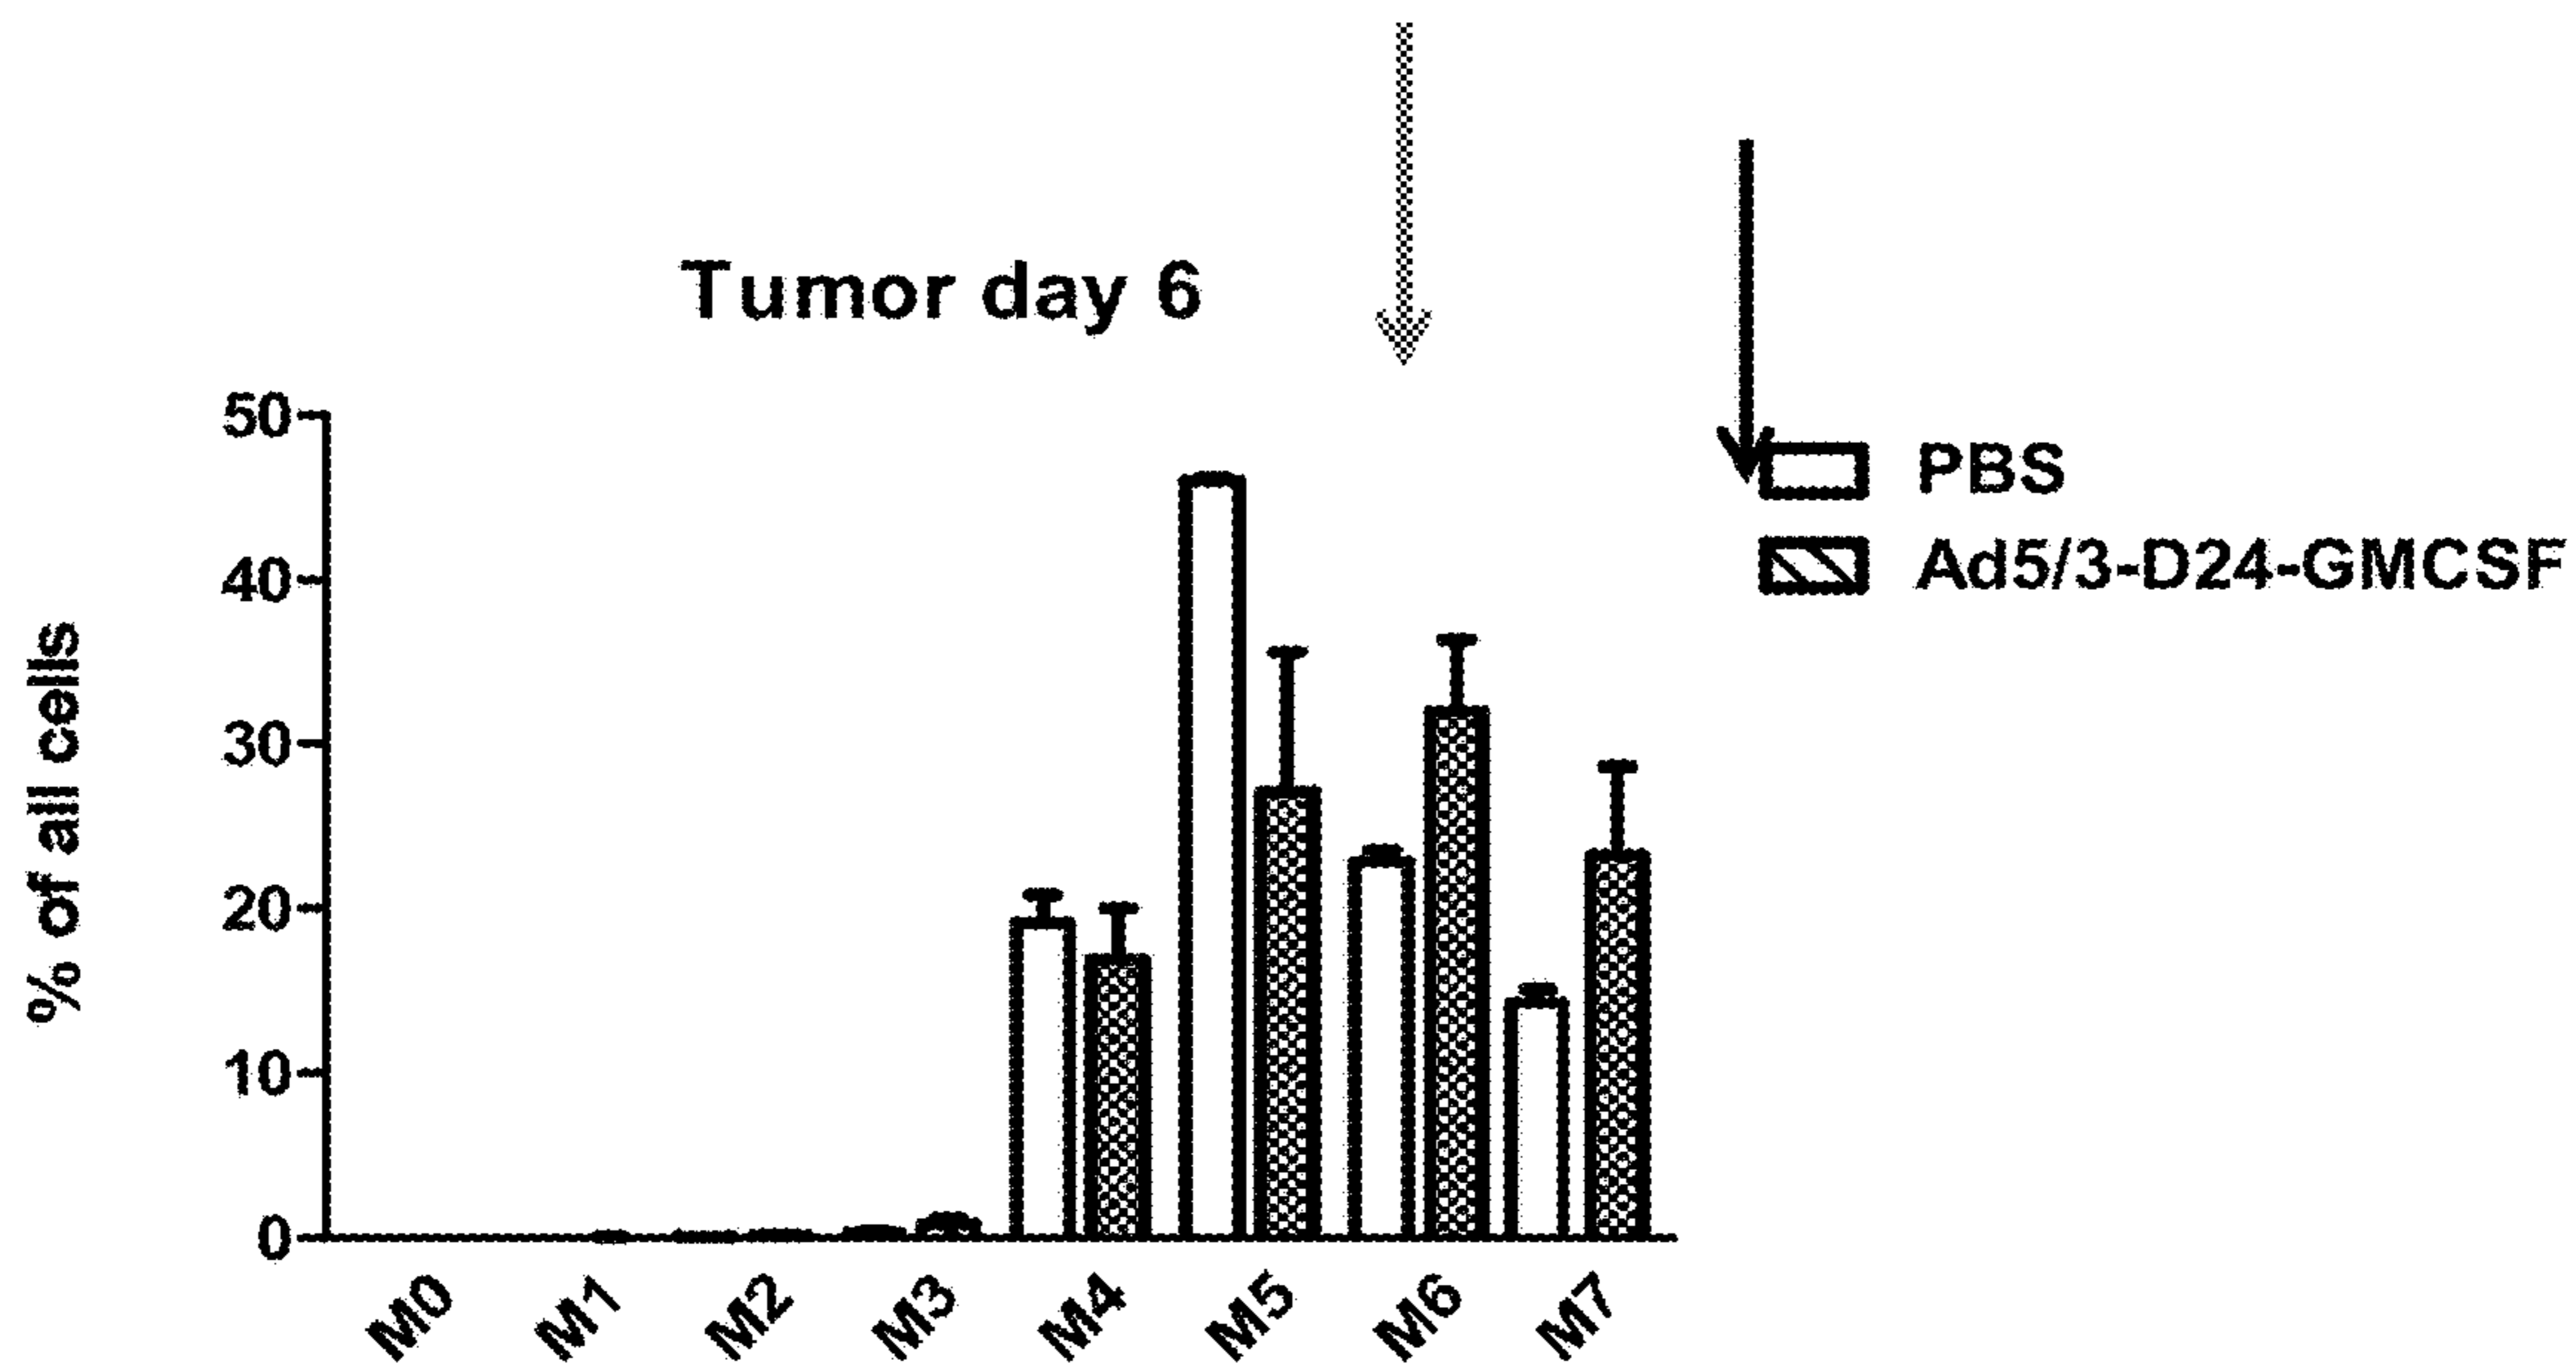 Tumor day 6
50
40
30
20
10
0
% of all cells
M0
M1
M2
M3
M4
M5
M6
M7
PBS
Ad5/3-D24-GMCSF